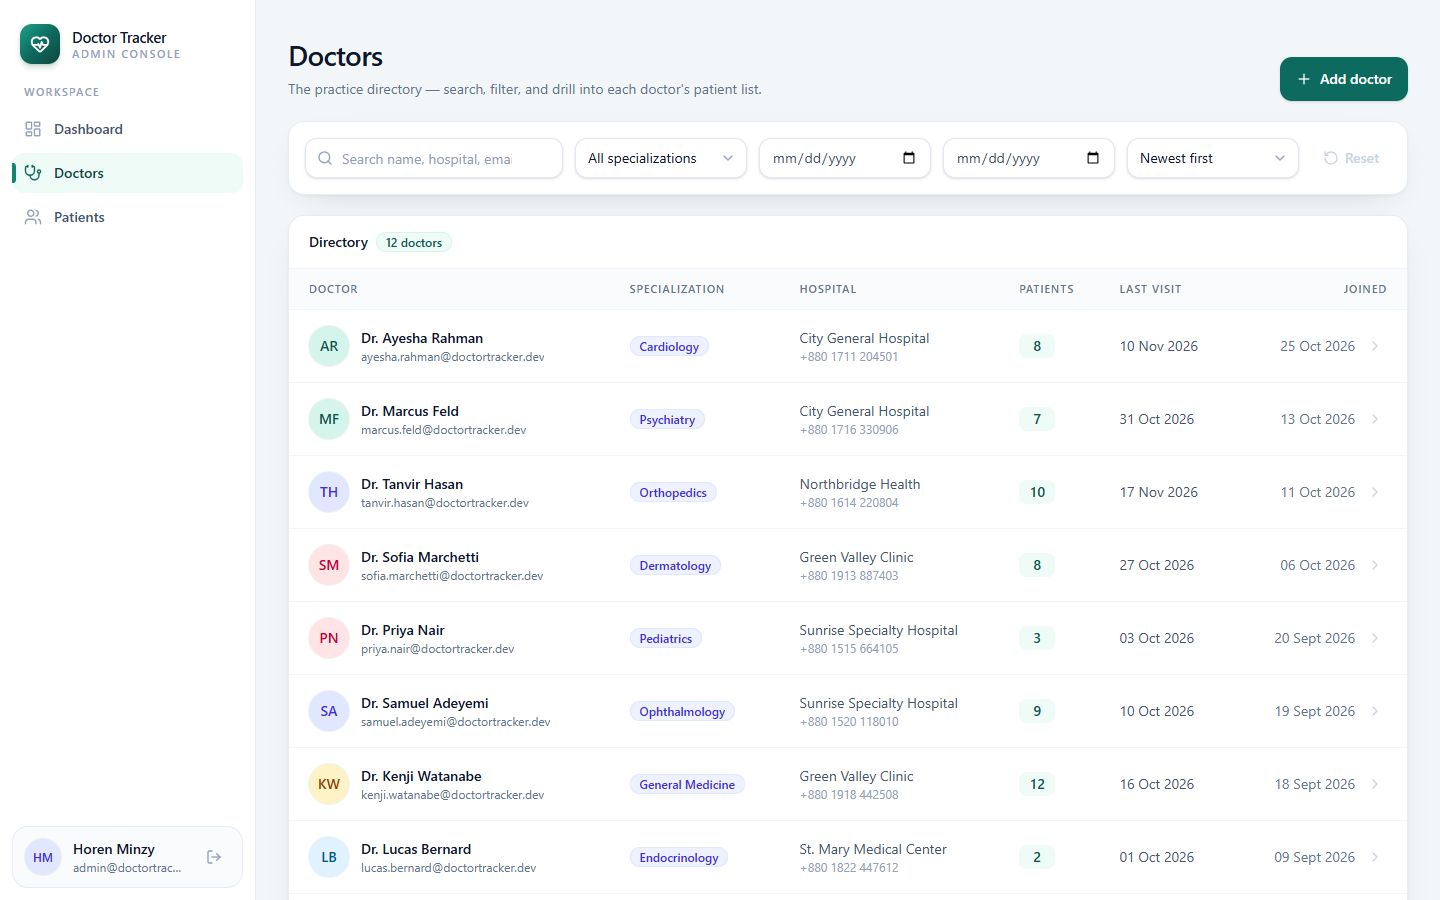 Doctor Tracker
ADMIN CONSOLE
WORKSPACE
Dashboard
Doctors
Patients
HM
Horen Minzy
admin@doctortrac...
Doctors
The practice directory — search, filter, and drill into each doctor's patient list.
+ Add doctor
Search name, hospital, emai
All specializations
mm/dd/yyyy
mm/dd/yyyy
Newest first
Reset
Directory 12 doctors
DOCTOR SPECIALIZATION HOSPITAL PATIENTS LAST VISIT JOINED
AR Dr. Ayesha Rahman Cardiology City General Hospital 8 10 Nov 2026 25 Oct 2026
ayesha.rahman@doctortracker.dev +880 1711 204501
MF Dr. Marcus Feld Psychiatry City General Hospital 7 31 Oct 2026 13 Oct 2026
marcus.feld@doctortracker.dev +880 1716 330906
TH Dr. Tanvir Hasan Orthopedics Northbridge Health 10 17 Nov 2026 11 Oct 2026
tanvir.hasan@doctortracker.dev +880 1614 220804
SM Dr. Sofia Marchetti Dermatology Green Valley Clinic 8 27 Oct 2026 06 Oct 2026
sofia.marchetti@doctortracker.dev +880 1913 887403
PN Dr. Priya Nair Pediatrics Sunrise Specialty Hospital 3 03 Oct 2026 20 Sept 2026
priya.nair@doctortracker.dev +880 1515 664105
SA Dr. Samuel Adeyemi Ophthalmology Sunrise Specialty Hospital 9 10 Oct 2026 19 Sept 2026
samuel.adeyemi@doctortracker.dev +880 1520 118010
KW Dr. Kenji Watanabe General Medicine Green Valley Clinic 12 16 Oct 2026 18 Sept 2026
kenji.watanabe@doctortracker.dev +880 1918 442508
LB Dr. Lucas Bernard Endocrinology St. Mary Medical Center 2 01 Oct 2026 09 Sept 2026
lucas.bernard@doctortracker.dev +880 1822 447612